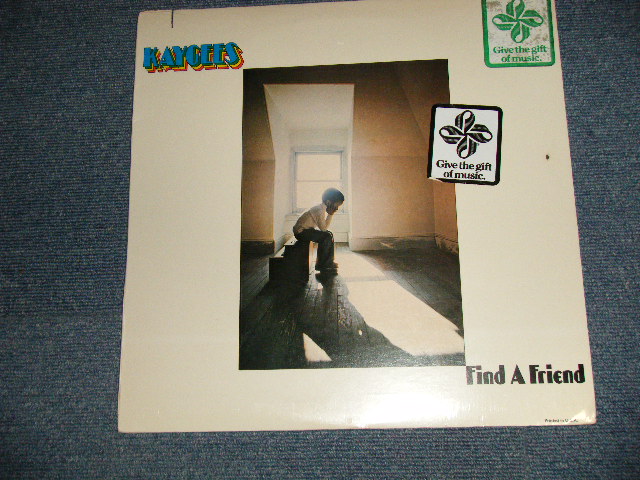 KAYGEES
Give the gift
of music.
Give the gift
of music.
Find A Friend